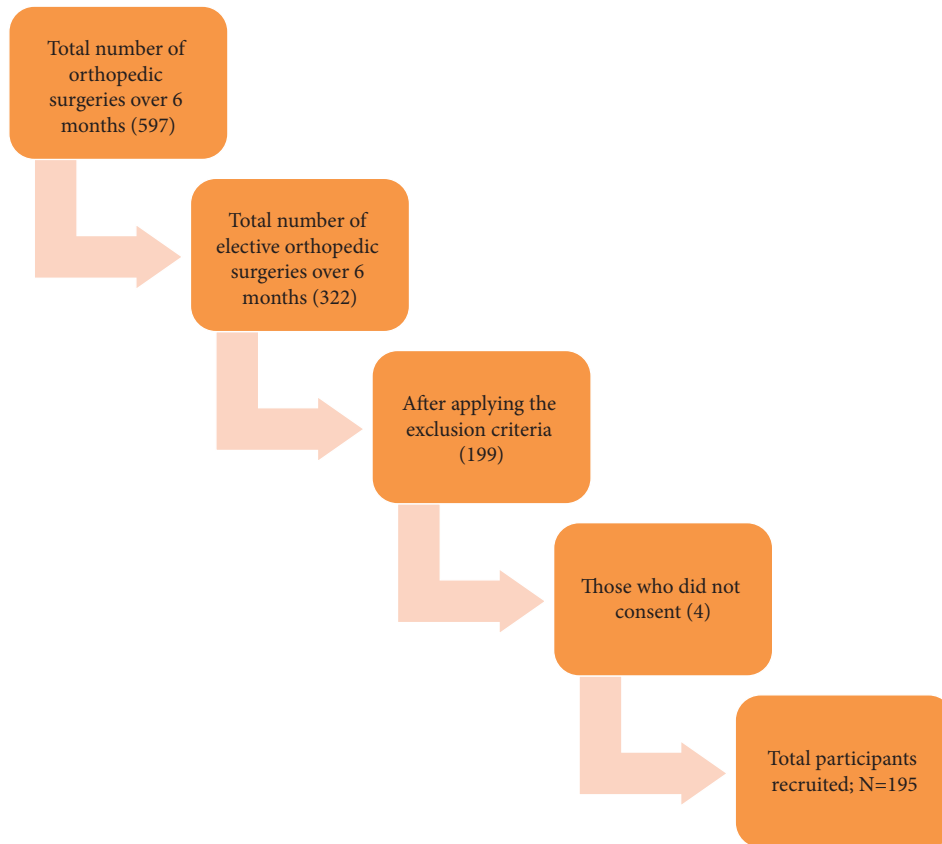 Total number of
orthopedic
surgeries over 6
months (597)
Total number of
elective orthopedic
surgeries over 6
months (322)
After applying the
exclusion criteria
(199)
Those who did not
consent (4)
Total participants
recruited; N=195